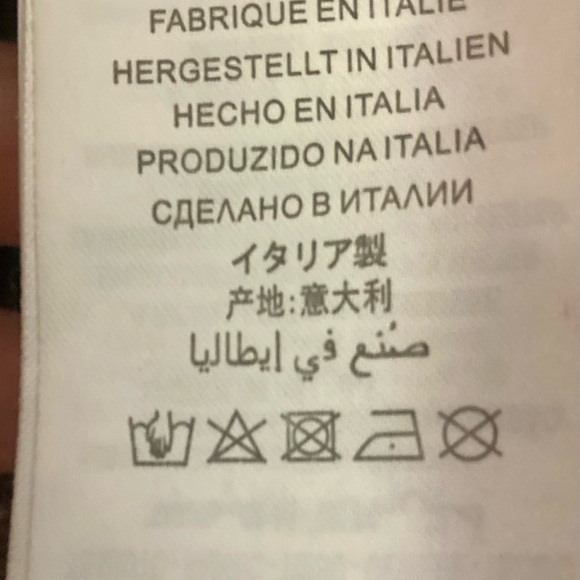 FABRIQUE EN ITALIE
HERGESTELLT IN ITALIEN
HECHO EN ITALIA
PRODUZIDO NA ITALIA
СДЕЛАНО В ИТАЛИИ
イタリア製
产地:意大利
صُنع في إيطاليا